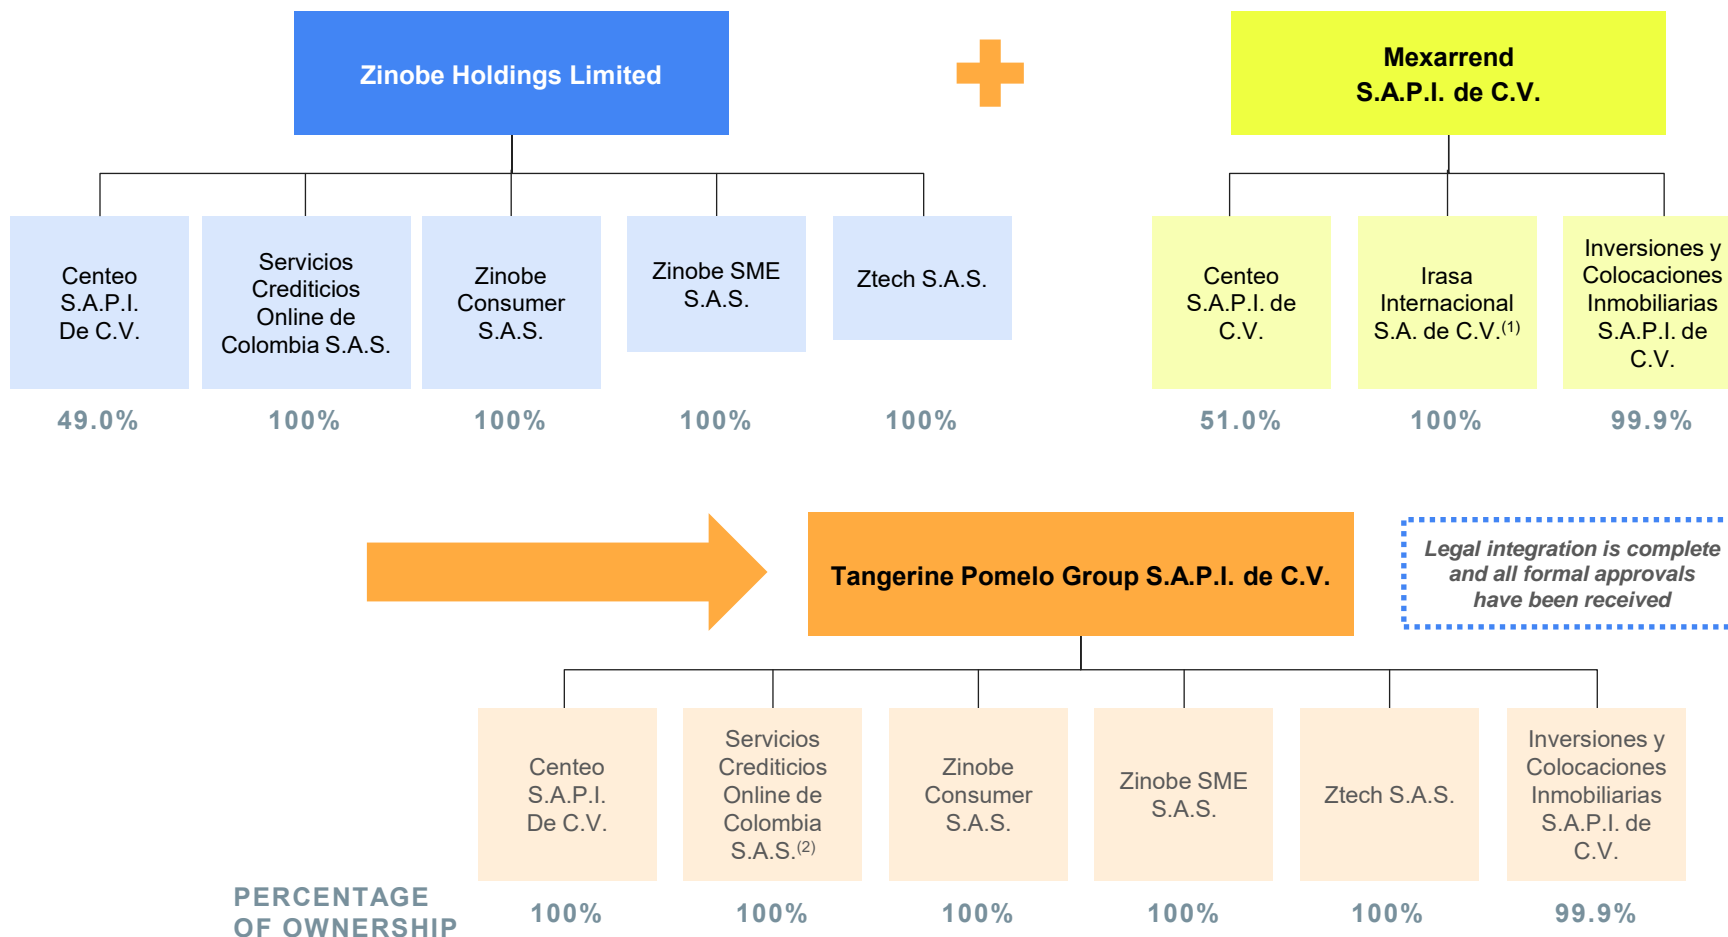 Zinobe Holdings Limited
Mexarrend
S.A.P.I. de C.V.
Centeo
S.A.P.I.
De C.V.
Servicios
Crediticios
Online de
Colombia S.A.S.
Zinobe
Consumer
S.A.S.
Zinobe SME
S.A.S.
Ztech S.A.S.
Centeo
S.A.P.I. de
C.V.
Irasa
Internacional
S.A. de C.V.(1)
Inversiones y
Colocaciones
Inmobiliarias
S.A.P.I. de
C.V.
49.0%
100%
100%
100%
100%
51.0%
100%
99.9%
Tangerine Pomelo Group S.A.P.I. de C.V.
Legal integration is complete
and all formal approvals
have been received
Centeo
S.A.P.I.
De C.V.
Servicios
Crediticios
Online de
Colombia
S.A.S.(2)
Zinobe
Consumer
S.A.S.
Zinobe SME
S.A.S.
Ztech S.A.S.
Inversiones y
Colocaciones
Inmobiliarias
S.A.P.I. de
C.V.
PERCENTAGE
OF OWNERSHIP
100%
100%
100%
100%
100%
99.9%